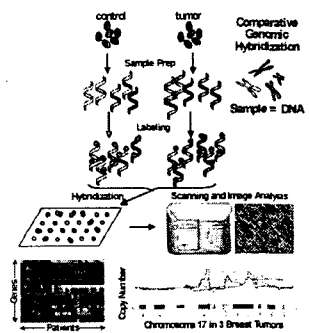 control
tumor
Comparative
Genomic
Hybridization
Sample Prep
Sample = DNA
Labeling
Hybridization
Scanning and Image Analysis
Genes
Patients
Copy Number
Chromosome 17 in 3 Breast Tumors